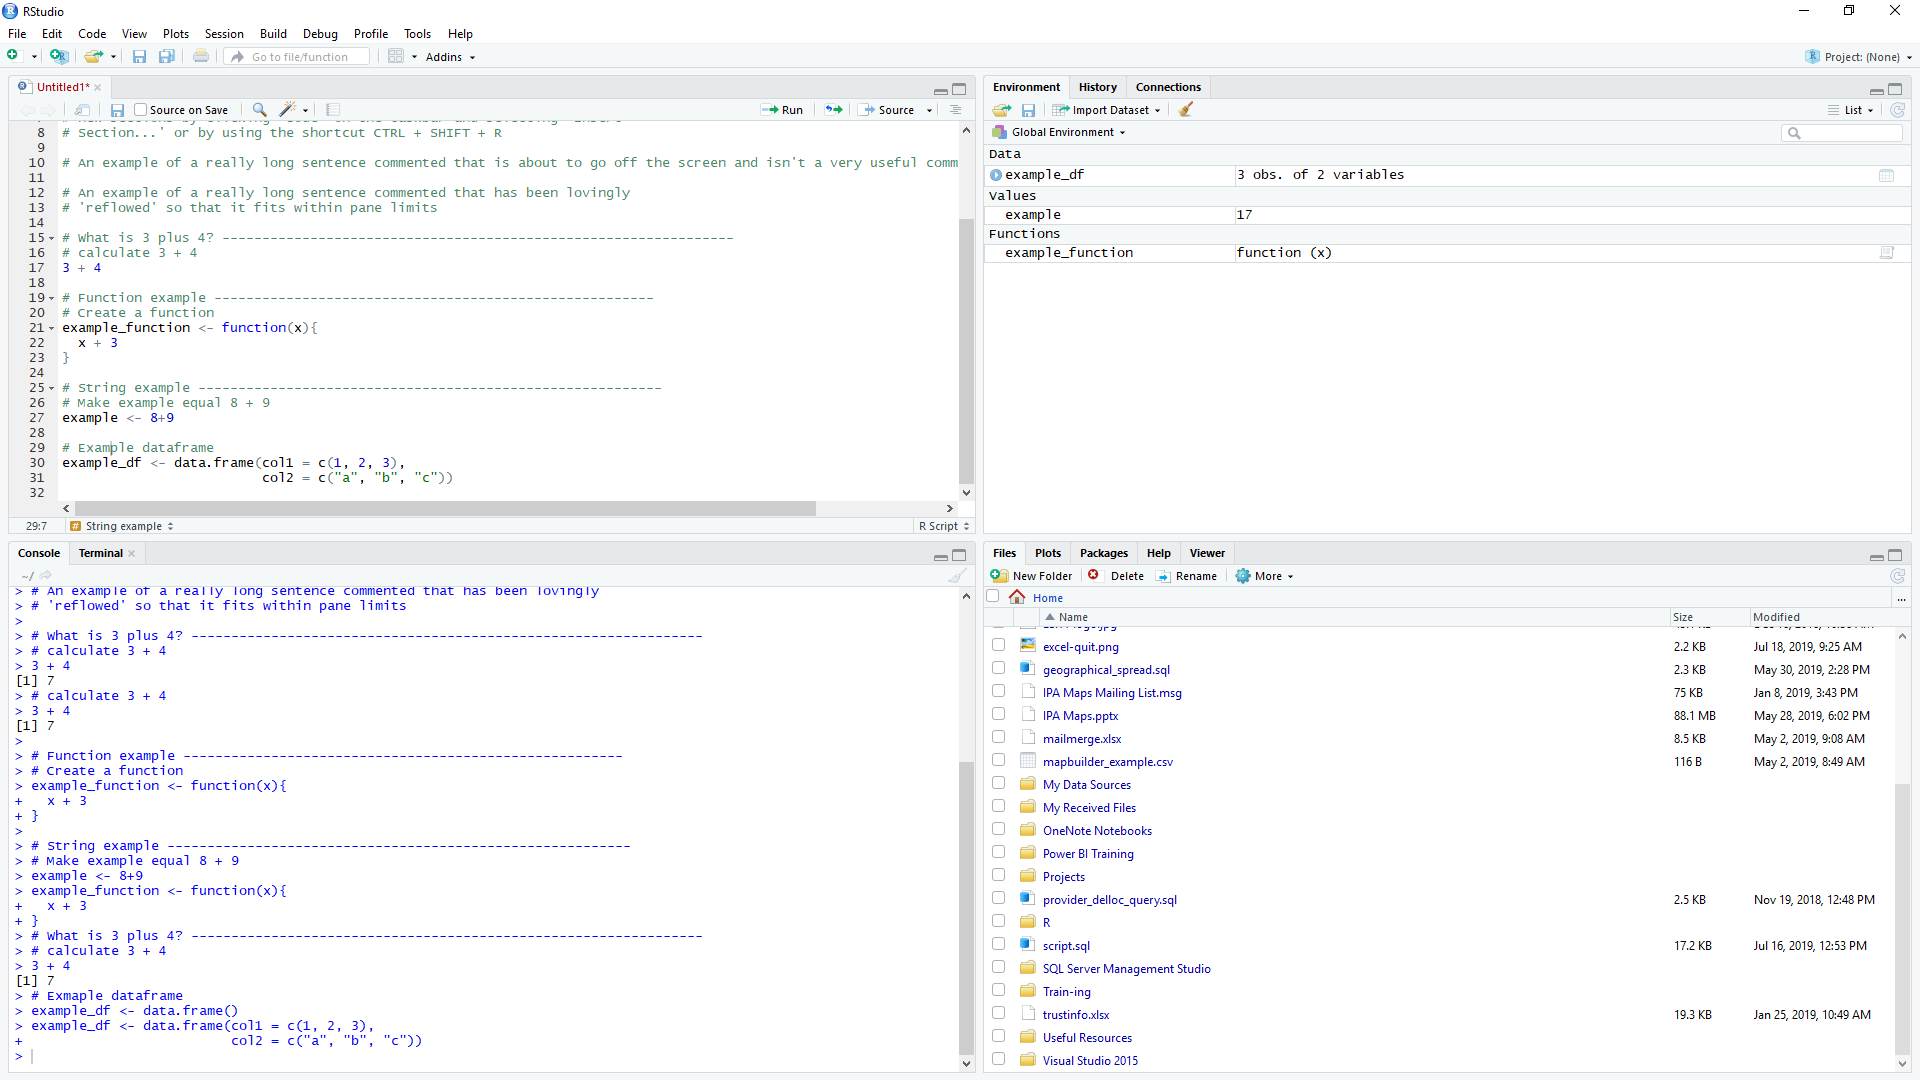 RStudio
File Edit Code View Plots Session Build Debug Profile Tools Help
Go to file/function Addins Project: (None)
Untitled1*
Source on Save Run Source
8 # Section...' or by using the shortcut CTRL + SHIFT + R
9
10 # An example of a really long sentence commented that is about to go off the screen and isn't a very useful comm
11
12 # An example of a really long sentence commented that has been lovingly
13 # 'reflowed' so that it fits within pane limits
14
15 # What is 3 plus 4? ----------------------------------------------------------------
16 # calculate 3 + 4
17 3 + 4
18
19 # Function example -------------------------------------------------------
20 # Create a function
21 example_function <- function(x){
22 x + 3
23 }
24
25 # String example ----------------------------------------------------------
26 # Make example equal 8 + 9
27 example <- 8+9
28
29 # Example dataframe
30 example_df <- data.frame(col1 = c(1, 2, 3),
31 col2 = c("a", "b", "c"))
32
29:7 String example R Script
Console Terminal
~/
> # An example of a really long sentence commented that has been lovingly
> # 'reflowed' so that it fits within pane limits
>
> # What is 3 plus 4? ----------------------------------------------------------------
> # calculate 3 + 4
> 3 + 4
[1] 7
> # calculate 3 + 4
> 3 + 4
[1] 7
>
> # Function example -------------------------------------------------------
> # Create a function
> example_function <- function(x){
+ x + 3
+ }
>
> # String example ----------------------------------------------------------
> # Make example equal 8 + 9
> example <- 8+9
> example_function <- function(x){
+ x + 3
+ }
> # What is 3 plus 4? ----------------------------------------------------------------
> # calculate 3 + 4
> 3 + 4
[1] 7
> # Exmaple dataframe
> example_df <- data.frame()
> example_df <- data.frame(col1 = c(1, 2, 3),
+ col2 = c("a", "b", "c"))
>
Environment History Connections
Import Dataset List
Global Environment
Data
example_df 3 obs. of 2 variables
Values
example 17
Functions
example_function function (x)
Files Plots Packages Help Viewer
New Folder Delete Rename More
Home ...
Name Size Modified
excel-quit.png 2.2 KB Jul 18, 2019, 9:25 AM
geographical_spread.sql 2.3 KB May 30, 2019, 2:28 PM
IPA Maps Mailing List.msg 75 KB Jan 8, 2019, 3:43 PM
IPA Maps.pptx 88.1 MB May 28, 2019, 6:02 PM
mailmerge.xlsx 8.5 KB May 2, 2019, 9:08 AM
mapbuilder_example.csv 116 B May 2, 2019, 8:49 AM
My Data Sources
My Received Files
OneNote Notebooks
Power BI Training
Projects
provider_delloc_query.sql 2.5 KB Nov 19, 2018, 12:48 PM
R
script.sql 17.2 KB Jul 16, 2019, 12:53 PM
SQL Server Management Studio
Train-ing
trustinfo.xlsx 19.3 KB Jan 25, 2019, 10:49 AM
Useful Resources
Visual Studio 2015